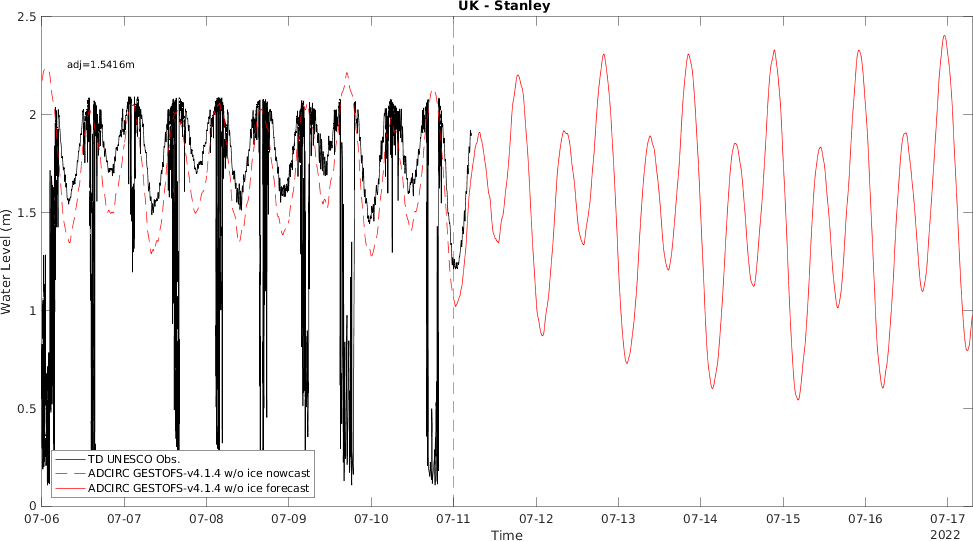 UK - Stanley
2.5
adj=1.5416m
2
1.5
Water Level (m)
1
0.5
0
TD UNESCO Obs.
ADCIRC GESTOFS-v4.1.4 w/o ice nowcast
ADCIRC GESTOFS-v4.1.4 w/o ice forecast
07-06 07-07 07-08 07-09 07-10 07-11 07-12 07-13 07-14 07-15 07-16 07-17
Time 2022